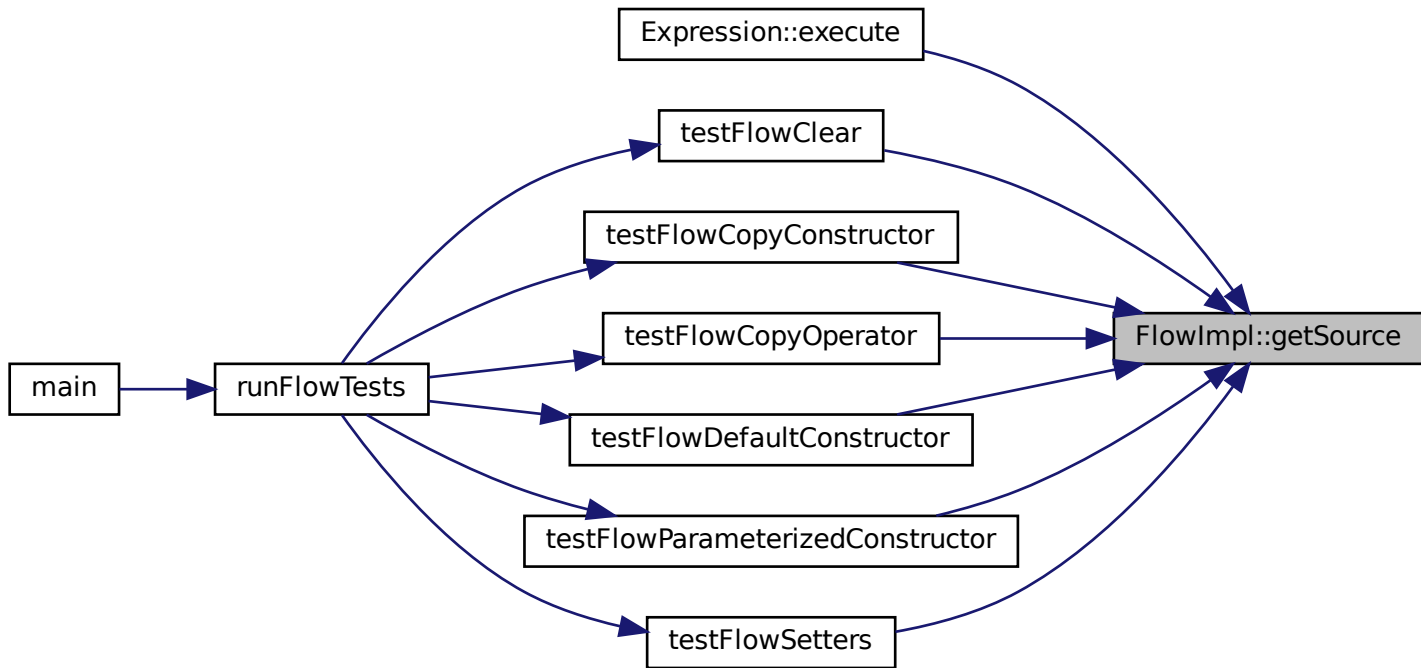 Expression::execute
testFlowClear
testFlowCopyConstructor
testFlowCopyOperator
FlowImpl::getSource
main
runFlowTests
testFlowDefaultConstructor
testFlowParameterizedConstructor
testFlowSetters